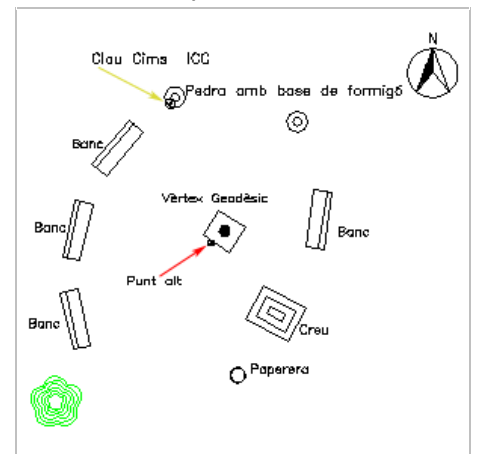 N
Clau Cims ICC
Pedra amb base de formigó
Banc
Vèrtex Geodèsic
Banc
Banc
Punt alt
Banc
Creu
Paperera